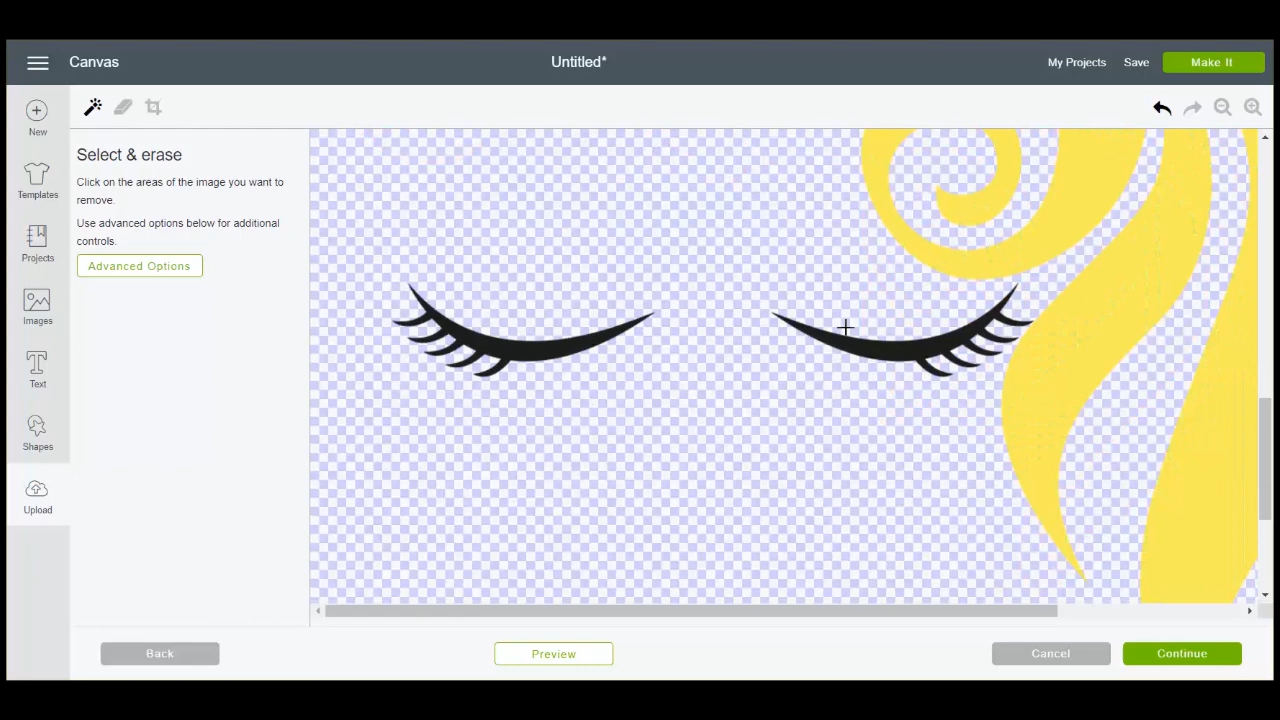 Canvas
Untitled*
My Projects
Save
Make It
New
Templates
Projects
Images
Text
Shapes
Upload
Select & erase
Click on the areas of the image you want to
remove.
Use advanced options below for additional
controls.
Advanced Options
Back
Preview
Cancel
Continue